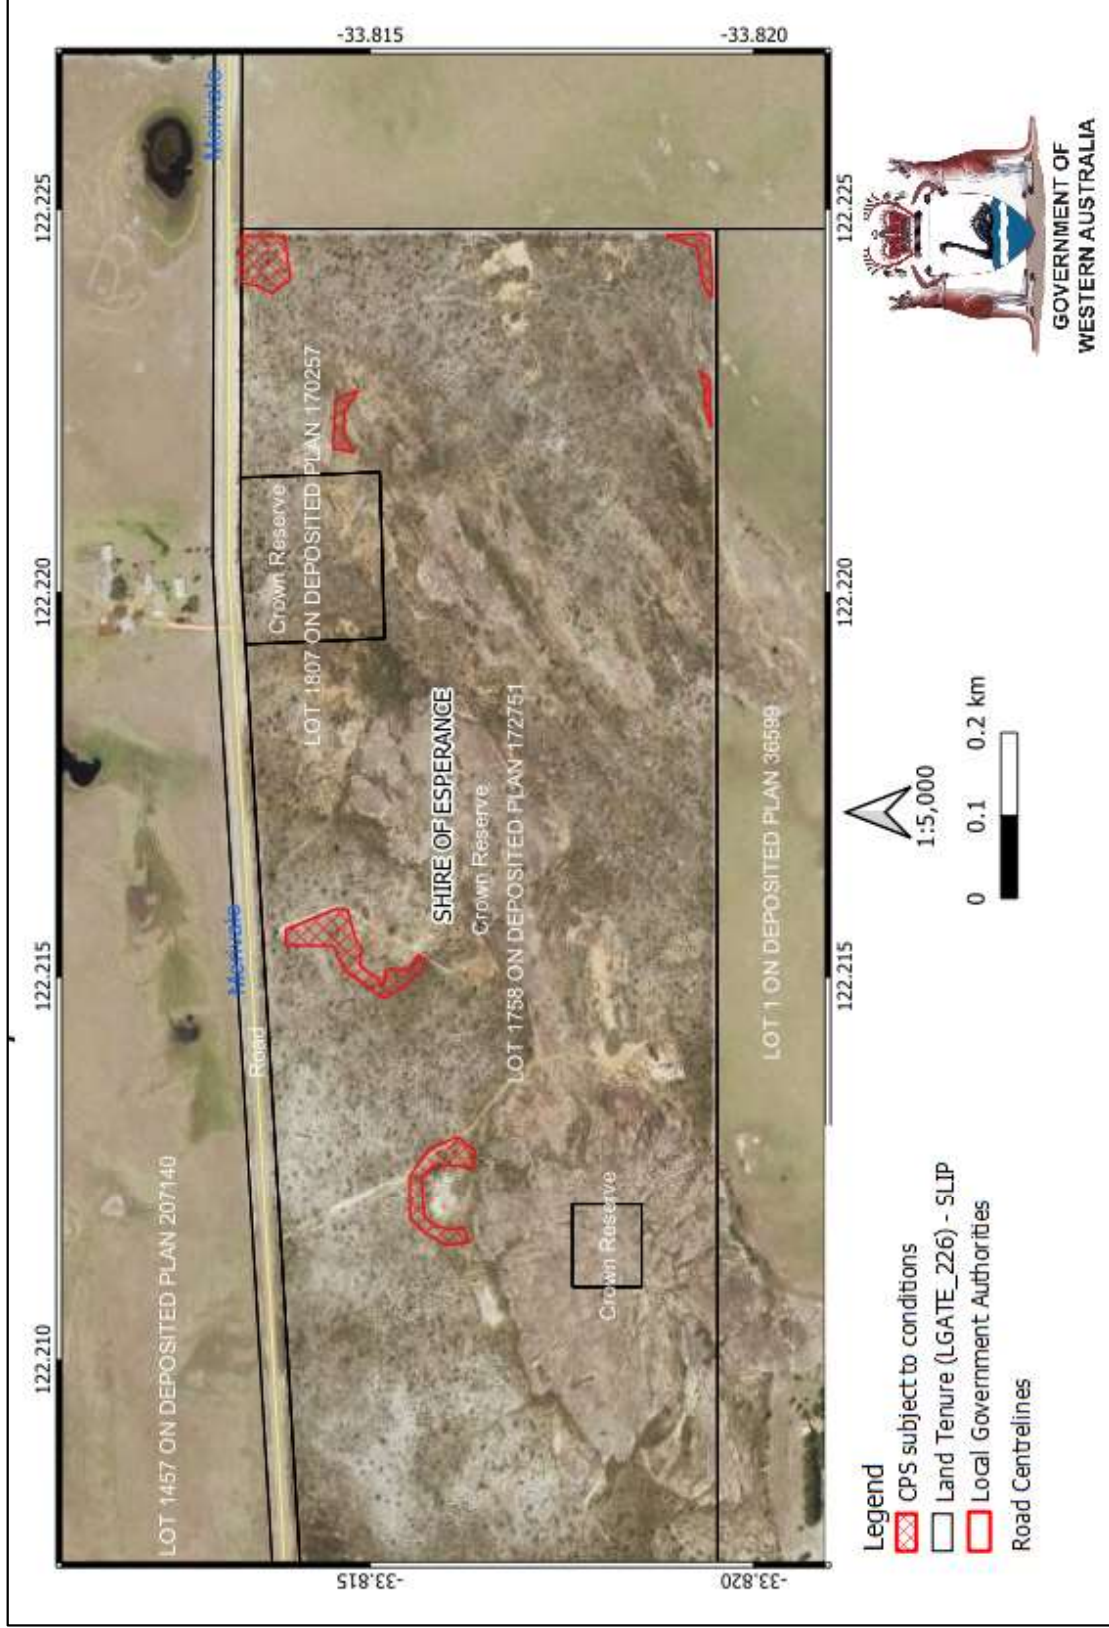 122.210
122.215
122.220
122.225
-33.815
-33.820
-33.815
-33.820
LOT 1457 ON DEPOSITED PLAN 207140
Road
Merivale
Merivale
Crown Reserve
LOT 1807 ON DEPOSITED PLAN 170257
SHIRE OF ESPERANCE
Crown Reserve
LOT 1758 ON DEPOSITED PLAN 172751
Crown Reserve
LOT 1 ON DEPOSITED PLAN 36599
122.215
122.220
122.225
Legend
CPS subject to conditions
Land Tenure (LGATE_226) - SLIP
Local Government Authorities
Road Centrelines
1:5,000
0 0.1 0.2 km
GOVERNMENT OF
WESTERN AUSTRALIA